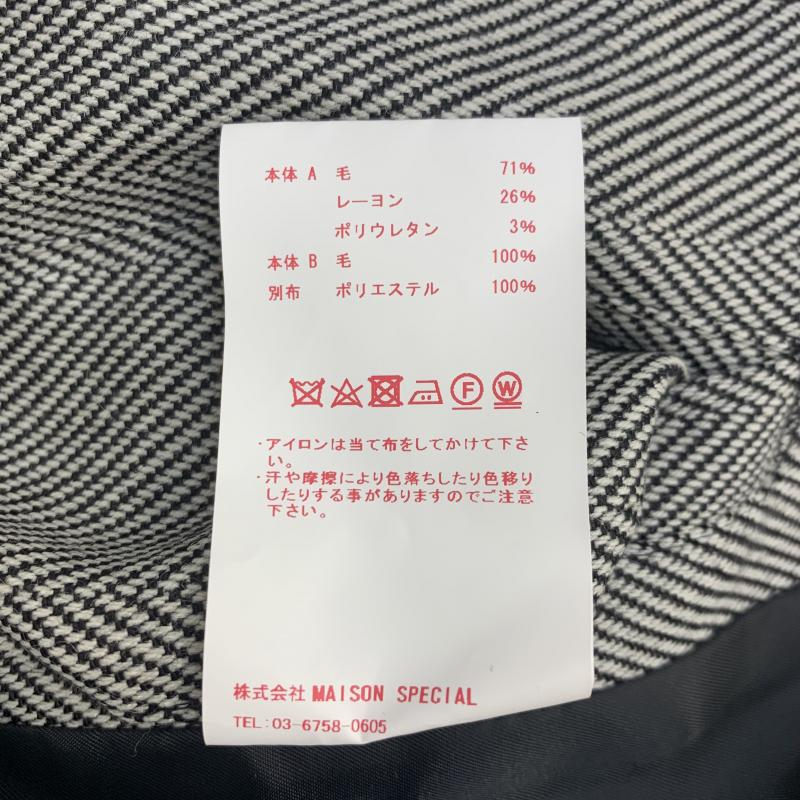 本体 A 毛 71%
レーヨン 26%
ポリウレタン 3%
本体 B 毛 100%
別布 ポリエステル 100%
F W
・アイロンは当て布をしてかけて下さ
い。
・汗や摩擦により色落ちしたり色移り
したりする事がありますのでご注意
下さい。
株式会社 MAISON SPECIAL
TEL:03-6758-0605